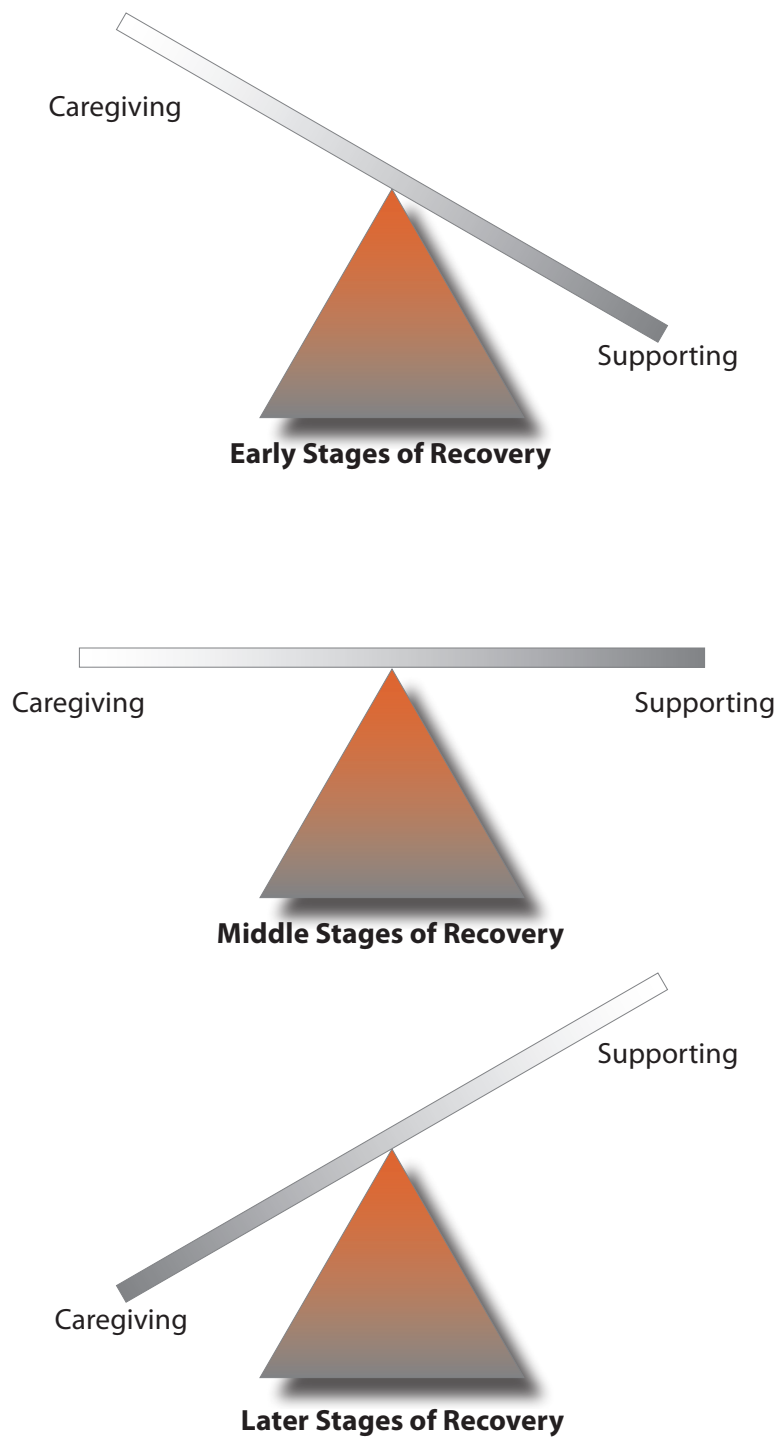 Caregiving
Supporting
Early Stages of Recovery
Caregiving
Supporting
Middle Stages of Recovery
Supporting
Caregiving
Later Stages of Recovery